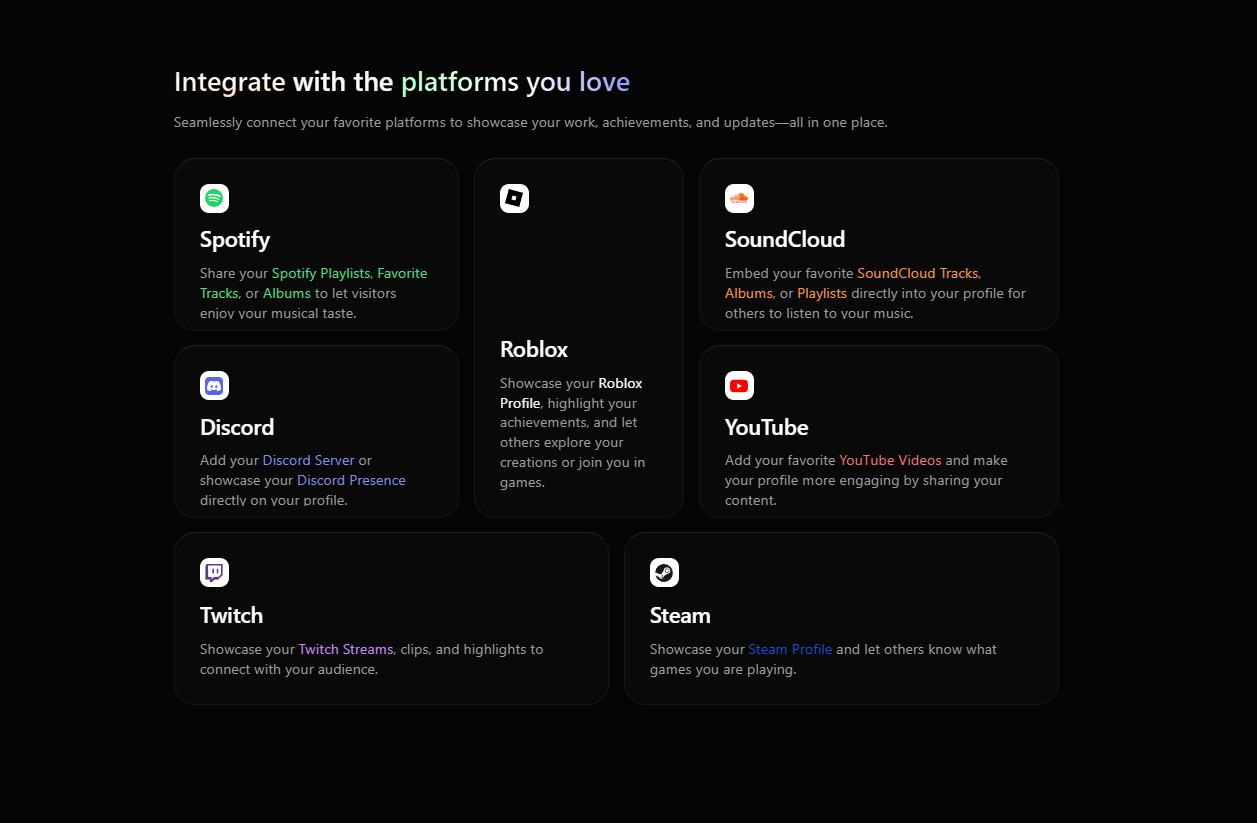 Integrate with the platforms you love
Seamlessly connect your favorite platforms to showcase your work, achievements, and updates—all in one place.
Spotify
Share your Spotify Playlists, Favorite
Tracks, or Albums to let visitors
enjoy your musical taste.
Roblox
Showcase your Roblox
Profile, highlight your
achievements, and let
others explore your
creations or join you in
games.
SoundCloud
Embed your favorite SoundCloud Tracks,
Albums, or Playlists directly into your profile for
others to listen to your music.
Discord
Add your Discord Server or
showcase your Discord Presence
directly on your profile.
YouTube
Add your favorite YouTube Videos and make
your profile more engaging by sharing your
content.
Twitch
Showcase your Twitch Streams, clips, and highlights to
connect with your audience.
Steam
Showcase your Steam Profile and let others know what
games you are playing.